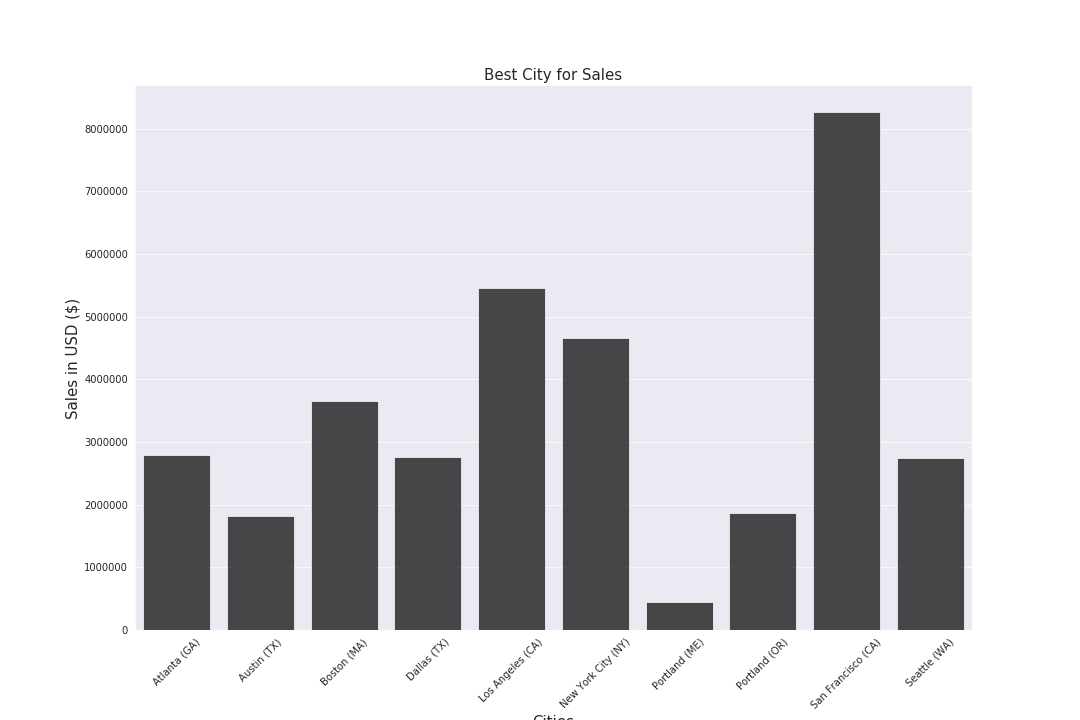 Best City for Sales
Sales in USD ($)
8000000
7000000
6000000
5000000
4000000
3000000
2000000
1000000
0
Atlanta (GA)
Austin (TX)
Boston (MA)
Dallas (TX)
Los Angeles (CA)
New York City (NY)
Portland (ME)
Portland (OR)
San Francisco (CA)
Seattle (WA)
Cities